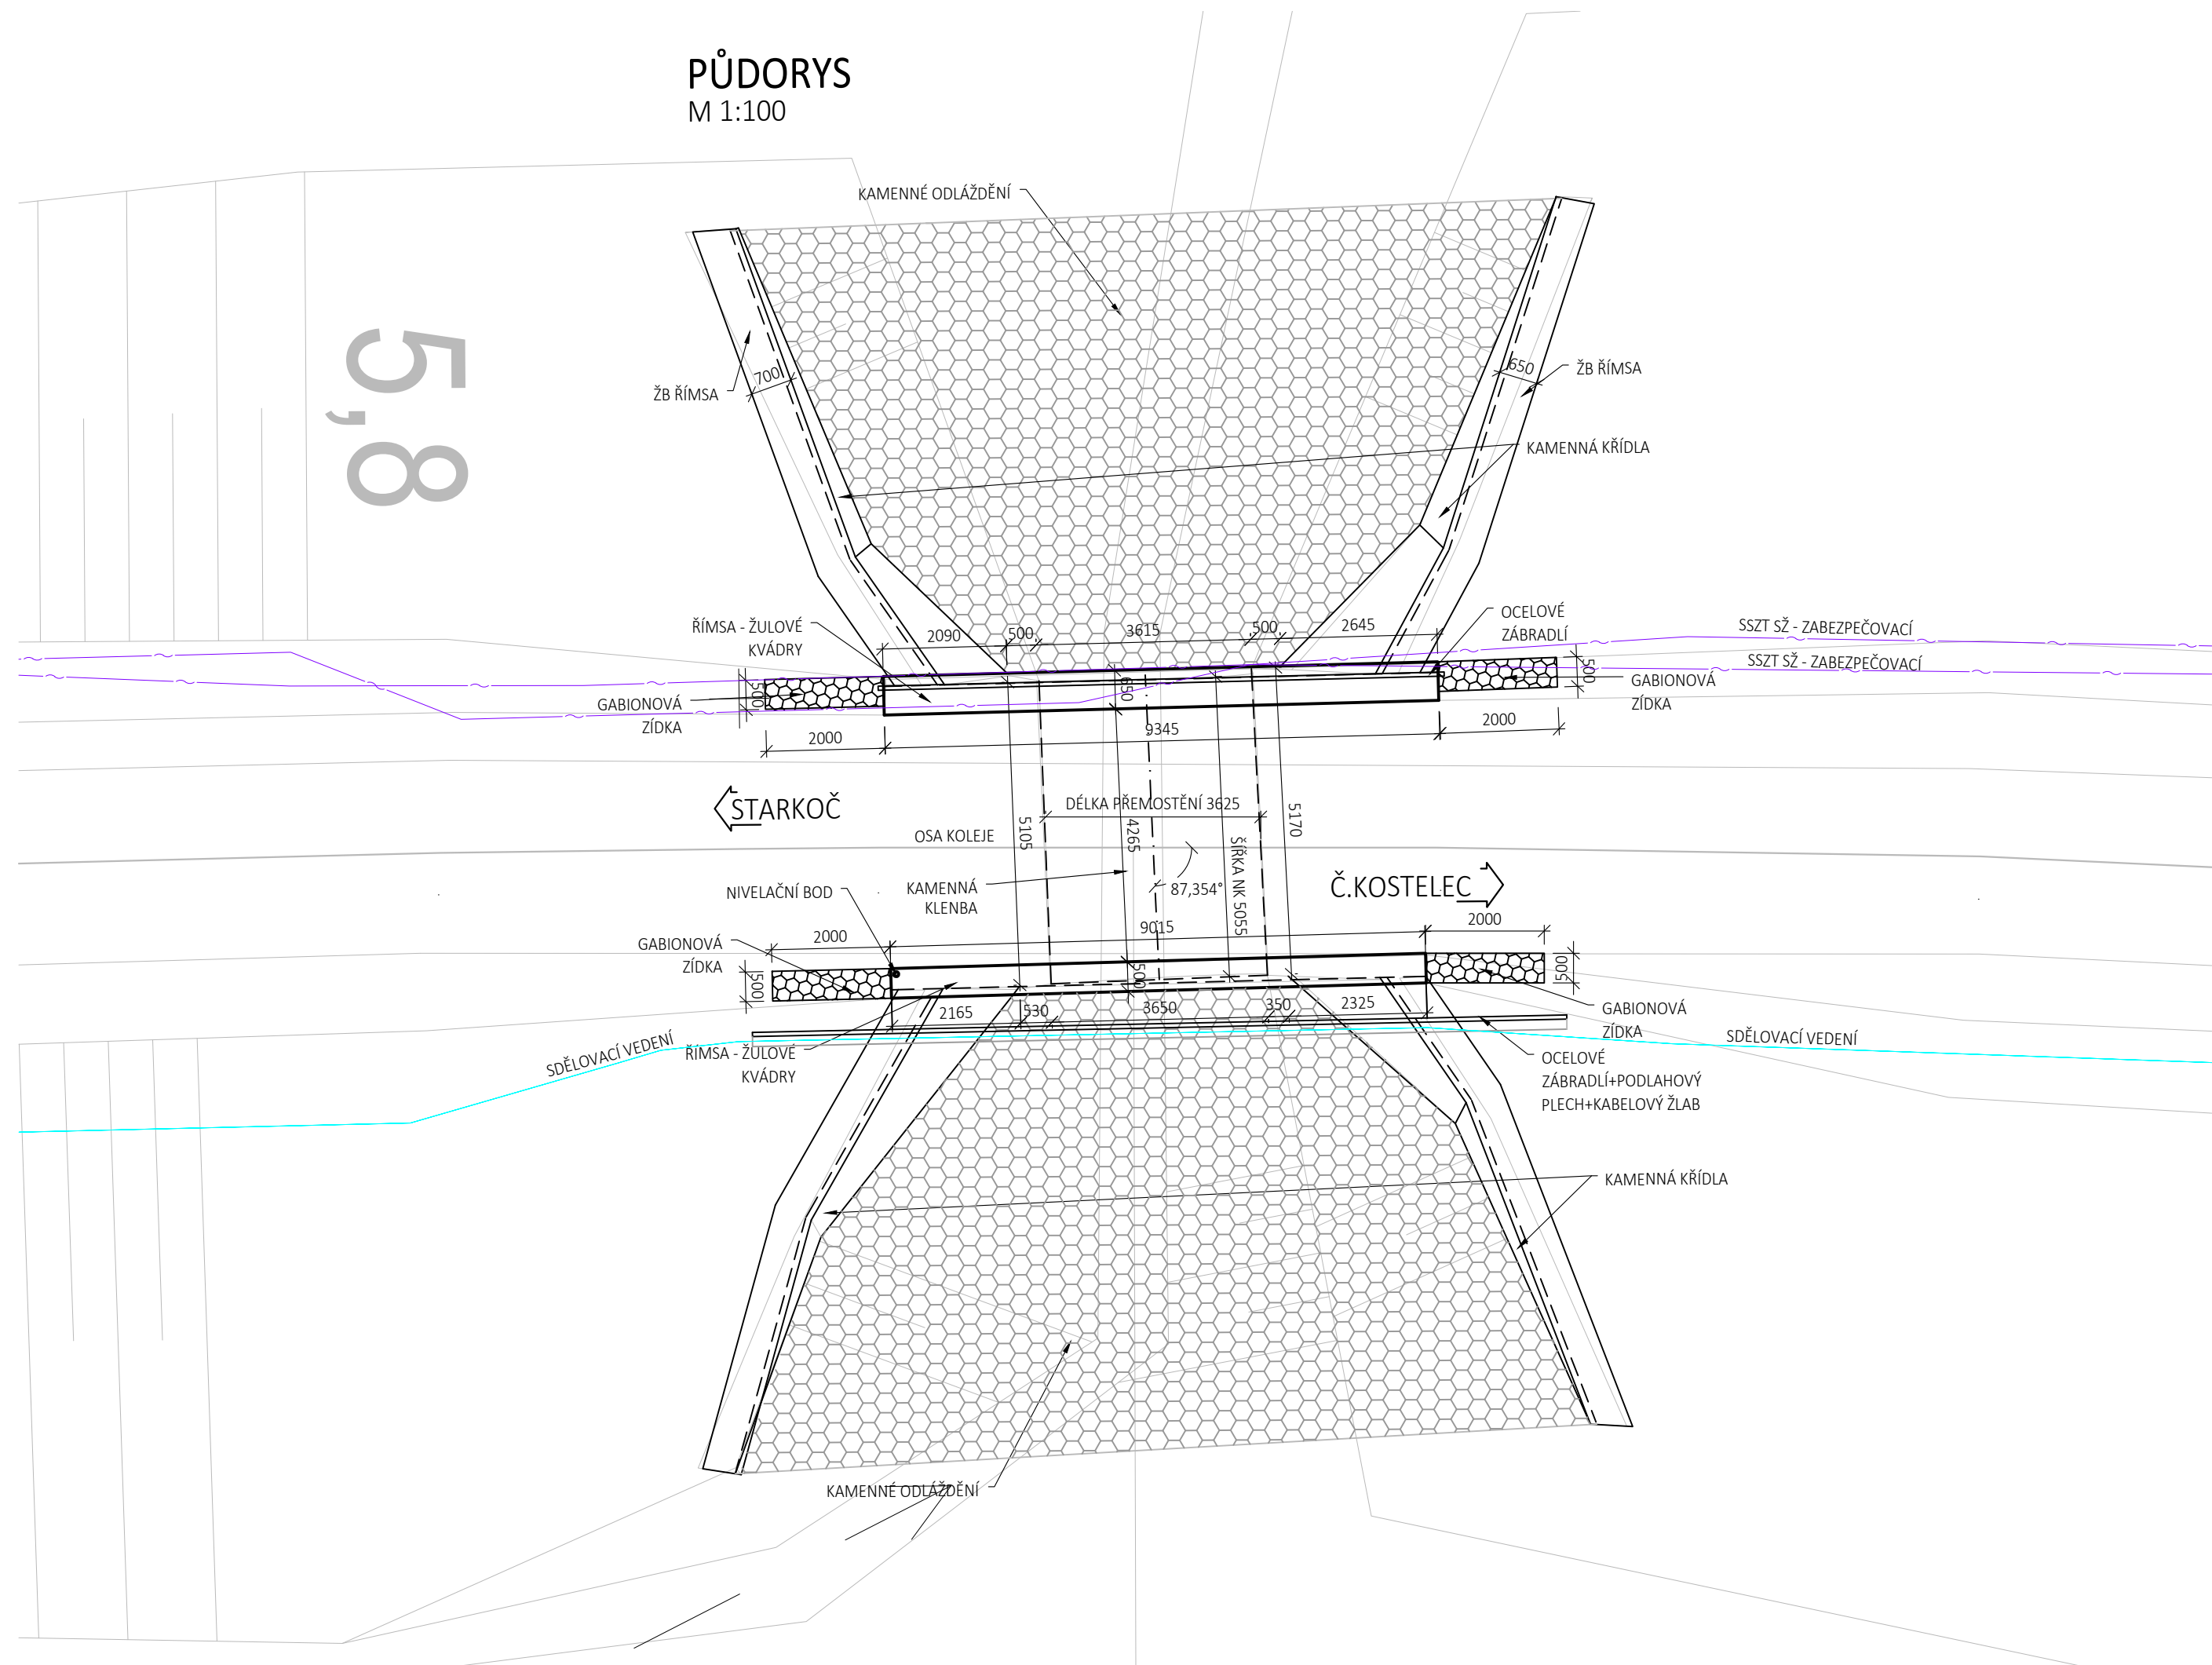 PŮDORYS
M 1:100
KAMENNÉ ODLÁŽDĚNÍ
5,8
700
650
ŽB ŘÍMSA
ŽB ŘÍMSA
KAMENNÁ KŘÍDLA
ŘÍMSA - ŽULOVÉ
KVÁDRY
2090
500
3615
500
2645
OCELOVÉ
ZÁBRADLÍ
SSZT SŽ - ZABEZPEČOVACÍ
SSZT SŽ - ZABEZPEČOVACÍ
GABIONOVÁ
ZÍDKA
500
650
500
GABIONOVÁ
ZÍDKA
2000
9345
2000
STARKOČ
DÉLKA PŘEMOSTĚNÍ 3625
OSA KOLEJE
5105
4265
ŠÍŘKA NK 5055
5170
NIVELAČNÍ BOD
KAMENNÁ
KLENBA
87,354°
Č.KOSTELEC
GABIONOVÁ
ZÍDKA
2000
9015
2000
500
500
500
GABIONOVÁ
ZÍDKA
2165
530
3650
350
2325
SDĚLOVACÍ VEDENÍ
ŘÍMSA - ŽULOVÉ
KVÁDRY
SDĚLOVACÍ VEDENÍ
OCELOVÉ
ZÁBRADLÍ+PODLAHOVÝ
PLECH+KABELOVÝ ŽLAB
KAMENNÁ KŘÍDLA
KAMENNÉ ODLÁŽDĚNÍ